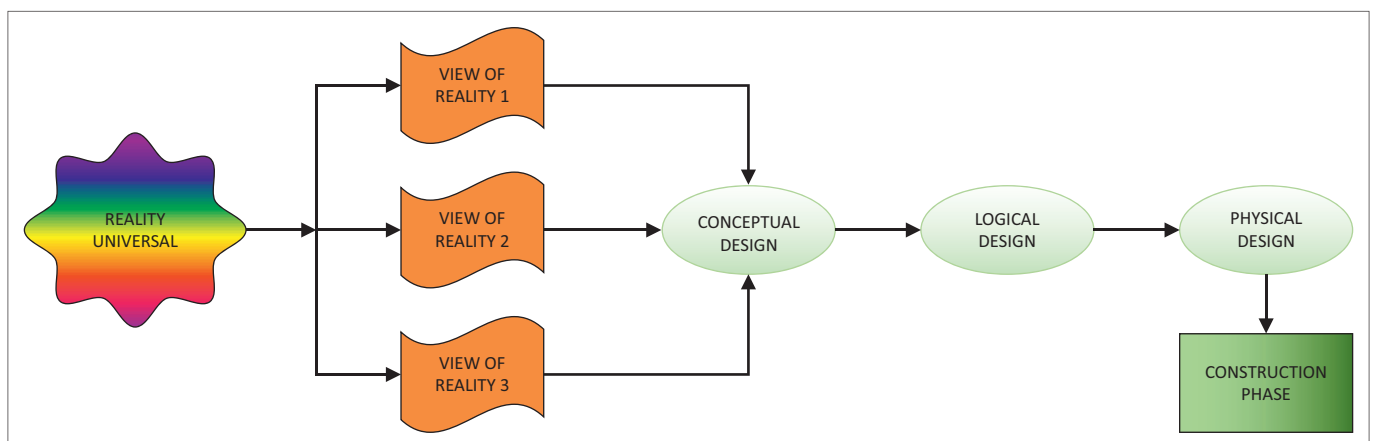 REALITY
UNIVERSAL
VIEW OF
REALITY 1
VIEW OF
REALITY 2
VIEW OF
REALITY 3
CONCEPTUAL
DESIGN
LOGICAL
DESIGN
PHYSICAL
DESIGN
CONSTRUCTION
PHASE